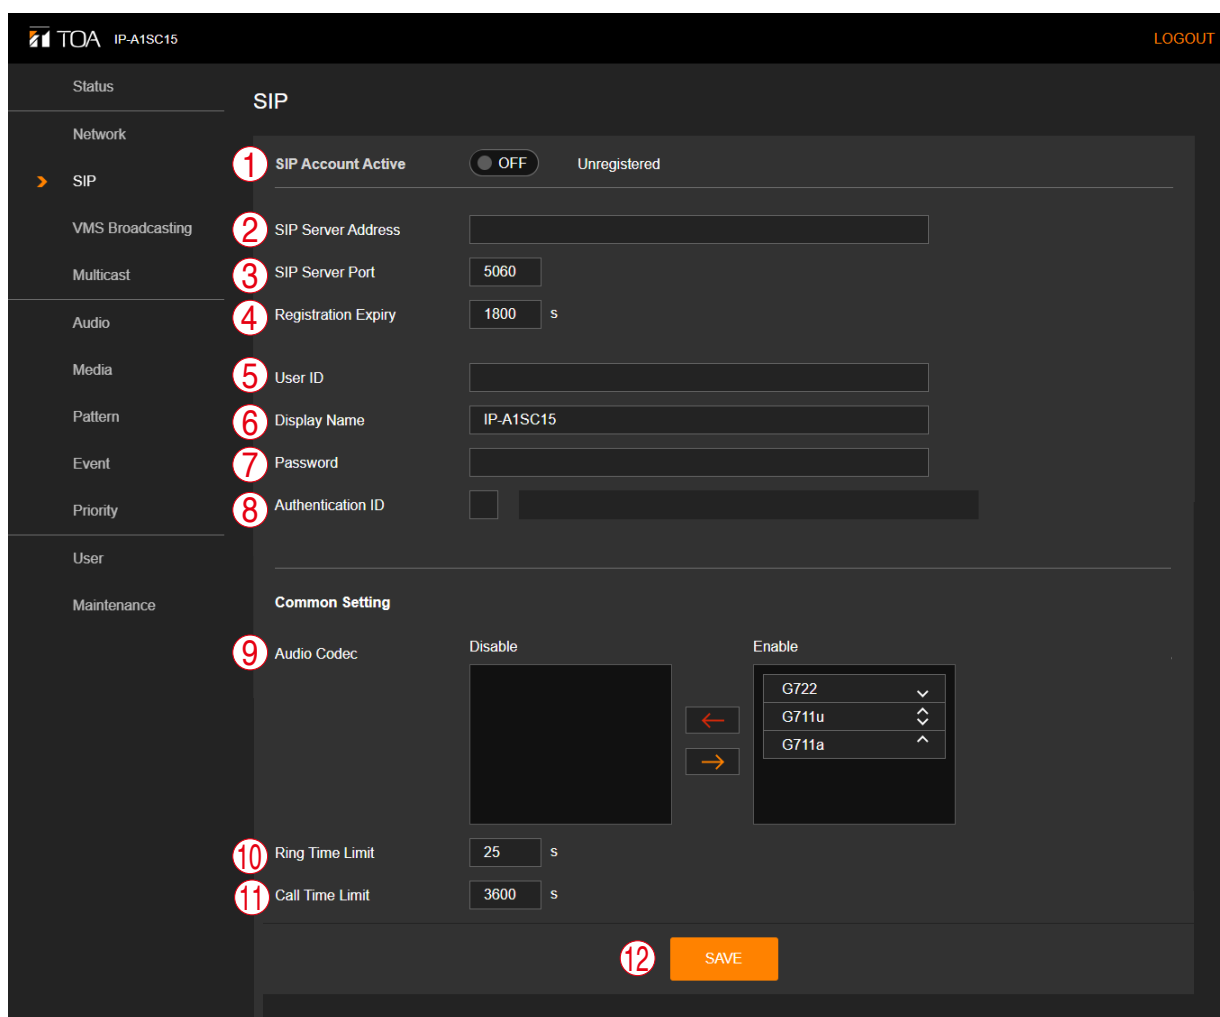 TOA IP-A1SC15 LOGOUT
Status
Network
SIP
VMS Broadcasting
Multicast
Audio
Media
Pattern
Event
Priority
User
Maintenance
SIP
1 SIP Account Active OFF Unregistered
2 SIP Server Address
3 SIP Server Port 5060
4 Registration Expiry 1800 s
5 User ID
6 Display Name IP-A1SC15
7 Password
8 Authentication ID
Common Setting
9 Audio Codec Disable Enable
G722
G711u
G711a
10 Ring Time Limit 25 s
11 Call Time Limit 3600 s
12 SAVE